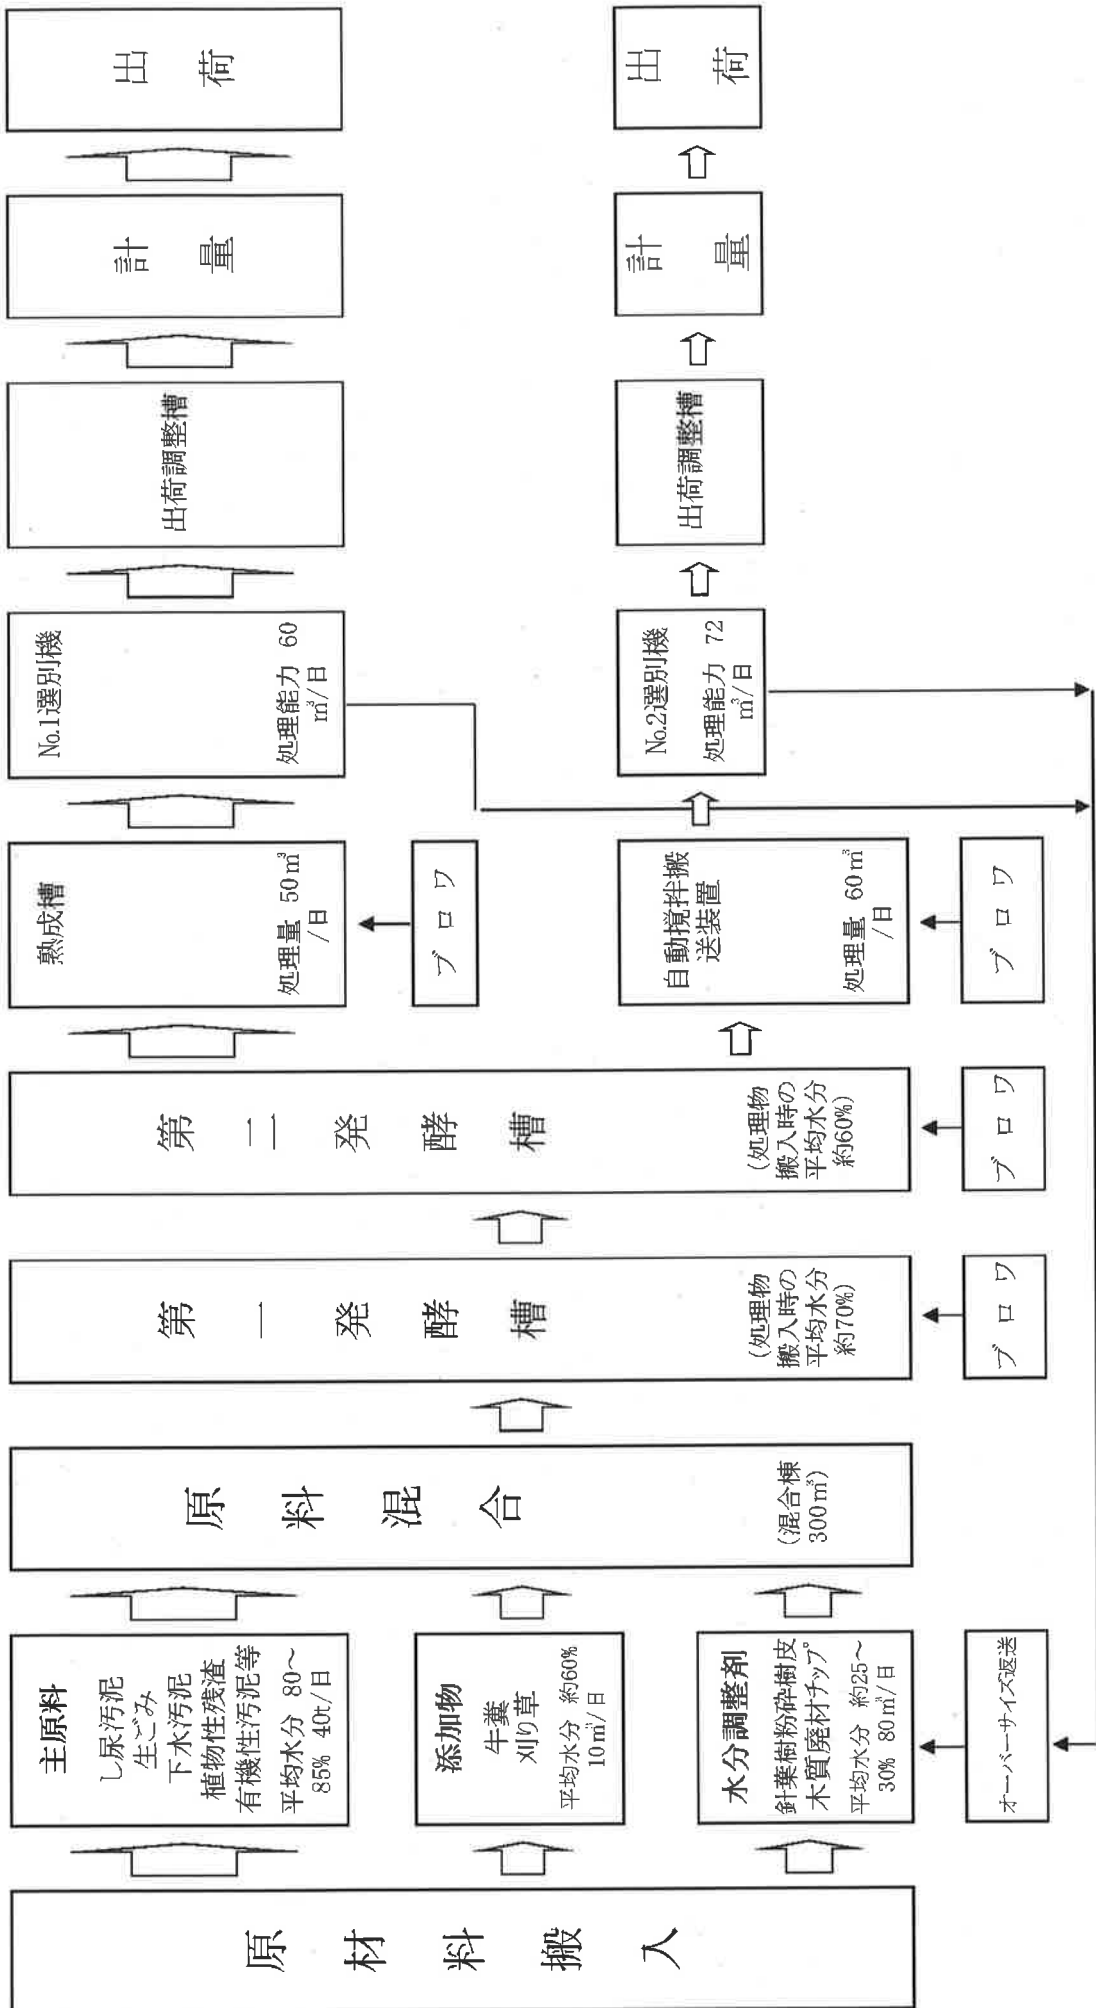 原材料搬入
主原料
し尿汚泥
生ごみ
下水汚泥
植物性残渣
有機性汚泥等
平均水分 80～
85% 40t/日
添加物
牛糞
刈り草
平均水分 約60%
10㎥/日
水分調整剤
針葉樹粉砕樹皮
木質廃材チップ
平均水分 約25～
30% 80㎥/日
オーバーサイズ返送
原料混合
(混合棟
300㎥)
第一発酵槽
(処理物
搬入時の
平均水分
約70%)
ブロワ
第二発酵槽
(処理物
搬入時の
平均水分
約60%)
ブロワ
熟成槽
処理量 50㎥
/日
ブロワ
自動撹拌搬
送装置
処理量 60㎥
/日
ブロワ
No.1選別機
処理能力 60
㎥/日
No.2選別機
処理能力 72
㎥/日
出荷調整槽
出荷調整槽
計量
計量
出荷
出荷